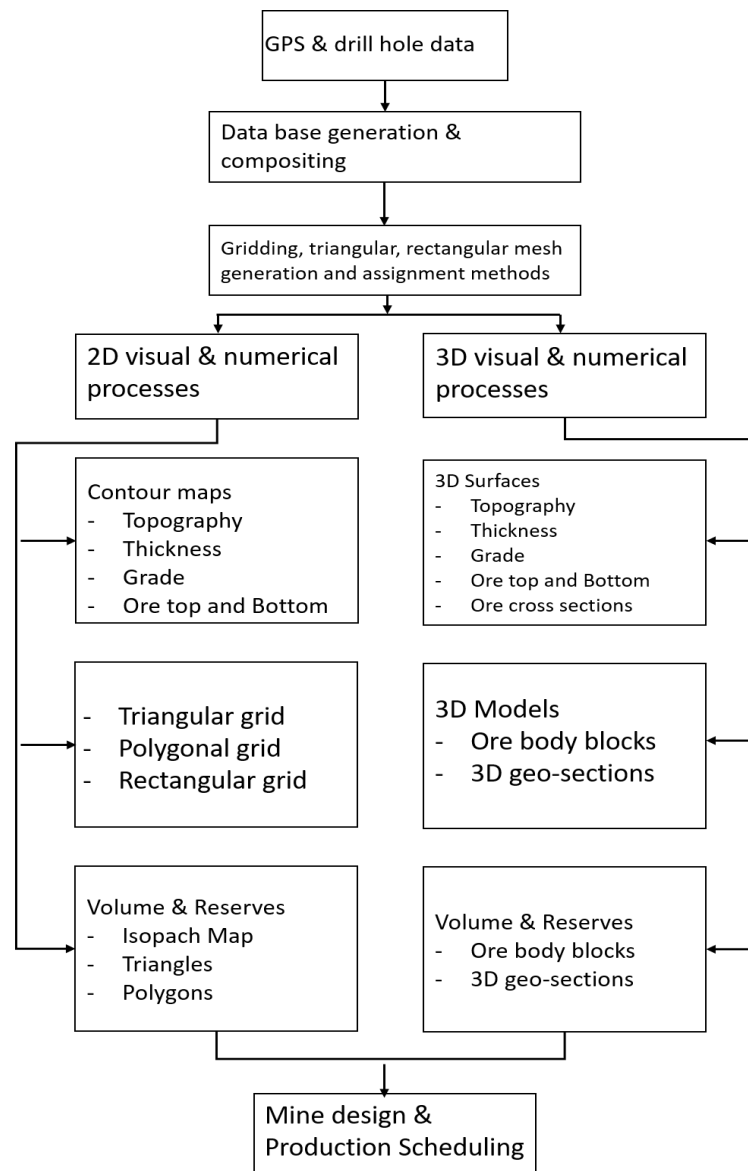 GPS & drill hole data
Data base generation &
compositing
Gridding, triangular, rectangular mesh
generation and assignment methods
2D visual & numerical
processes
3D visual & numerical
processes
Contour maps
- Topography
- Thickness
- Grade
- Ore top and Bottom
3D Surfaces
- Topography
- Thickness
- Grade
- Ore top and Bottom
- Ore cross sections
- Triangular grid
- Polygonal grid
- Rectangular grid
3D Models
- Ore body blocks
- 3D geo-sections
Volume & Reserves
- Isopach Map
- Triangles
- Polygons
Volume & Reserves
- Ore body blocks
- 3D geo-sections
Mine design &
Production Scheduling